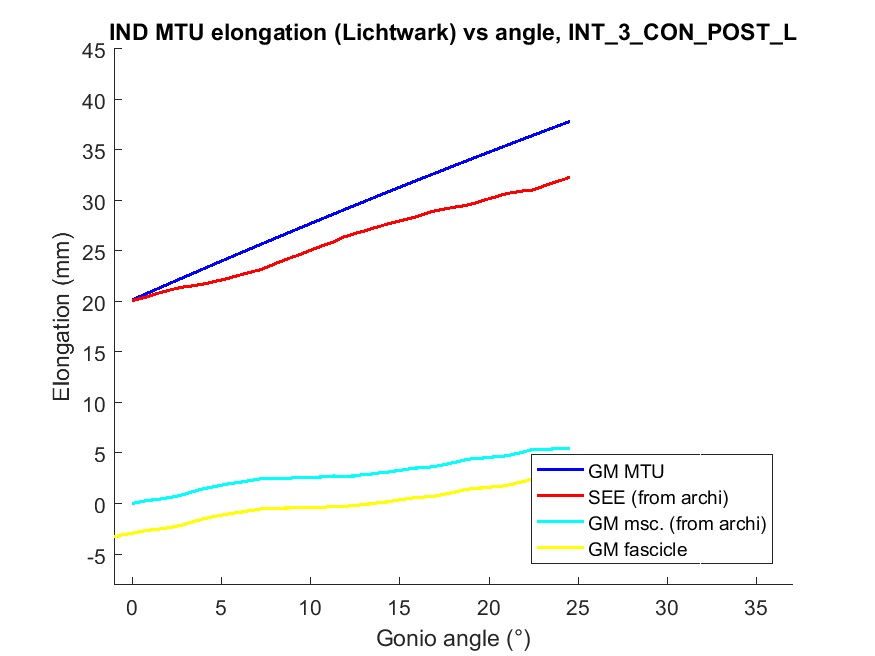 IND MTU elongation (Lichtwark) vs angle, INT_3_CON_POST_L
45
40
35
30
25
20
15
10
5
0
-5
Elongation (mm)
0 5 10 15 20 25 30 35
Gonio angle (°)
GM MTU
SEE (from archi)
GM msc. (from archi)
GM fascicle